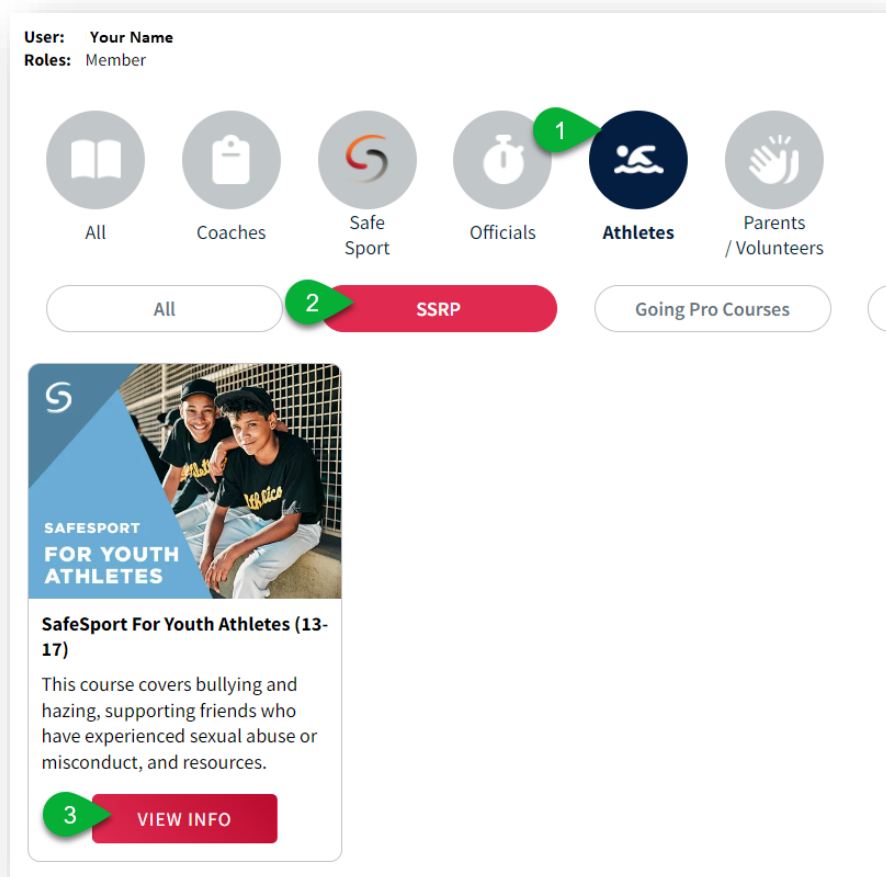 User: Your Name
Roles: Member
1
All
Coaches
Safe
Sport
Officials
Athletes
Parents
/ Volunteers
All
2
SSRP
Going Pro Courses
SAFESPORT
FOR YOUTH
ATHLETES
SafeSport For Youth Athletes (13-
17)
This course covers bullying and
hazing, supporting friends who
have experienced sexual abuse or
misconduct, and resources.
3
VIEW INFO